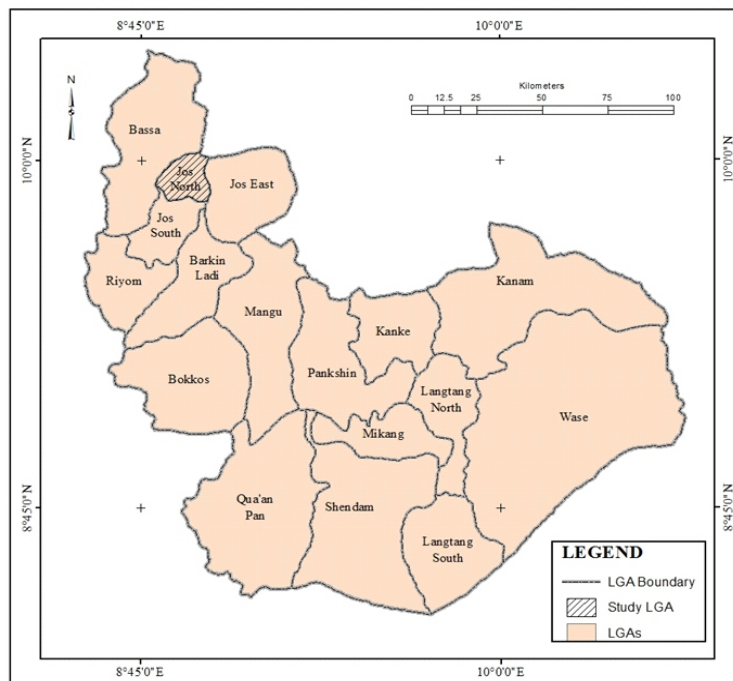 8°45'0"E 10°0'0"E
N
Kilometers
0 12.5 25 50 75 100
Bassa
10°0'0"N
10°0'0"N
Jos
North
Jos East
Jos
South
Barkin
Ladi
Riyom
Kanam
Mangu
Kanke
Pankshin
Bokkos
Langtang
North
Wase
Mikang
Qua'an
Pan
Shendam
8°45'0"N
8°45'0"N
Langtang
South
LEGEND
LGA Boundary
Study LGA
LGAs
8°45'0"E 10°0'0"E